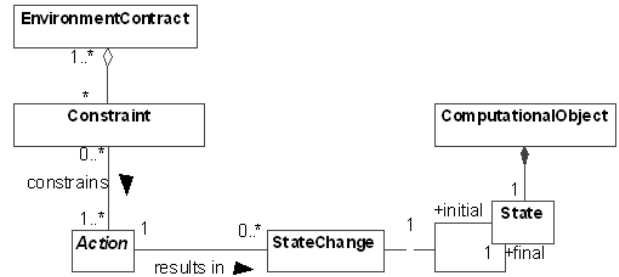 EnvironmentContract
1..*
*
Constraint
ComputationalObject
0..*
constrains
1
+initial
State
1..*
1
0..*
1
Action
StateChange
1
+final
results in